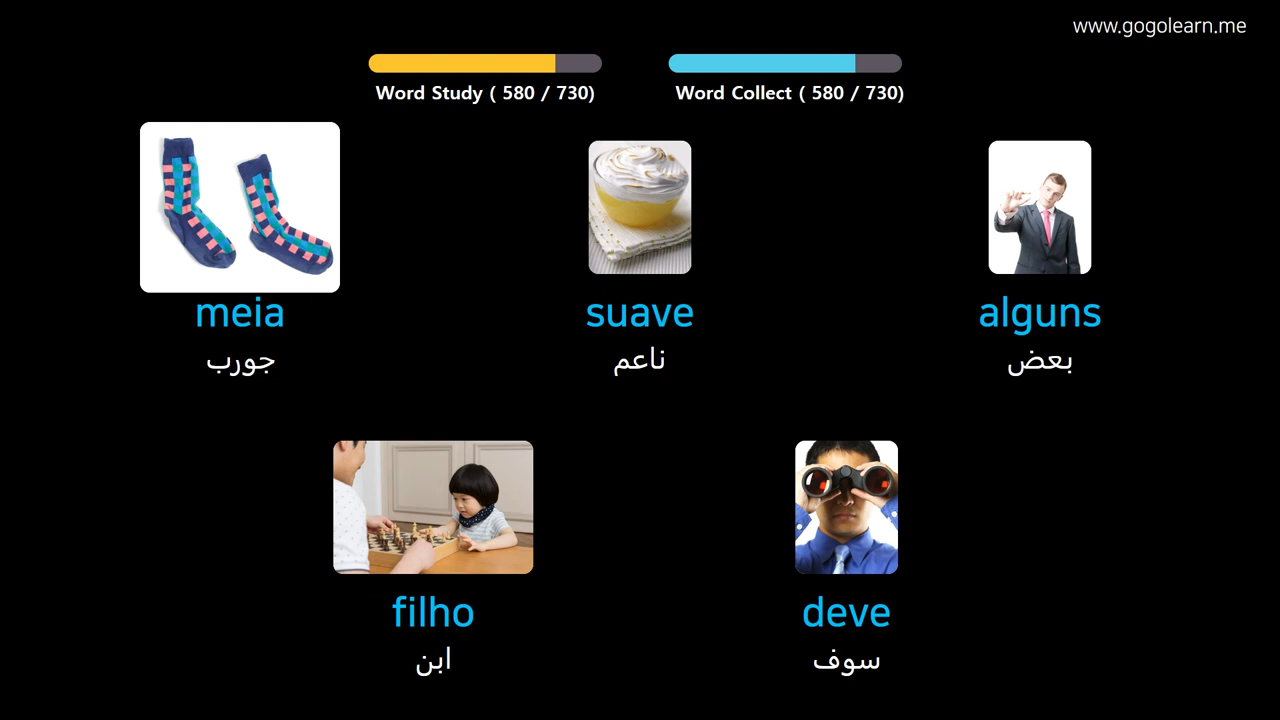 www.gogolearn.me
Word Study ( 580 / 730)
Word Collect ( 580 / 730)
meia
suave
alguns
جورب
ناعم
بعض
filho
deve
ابن
سوف